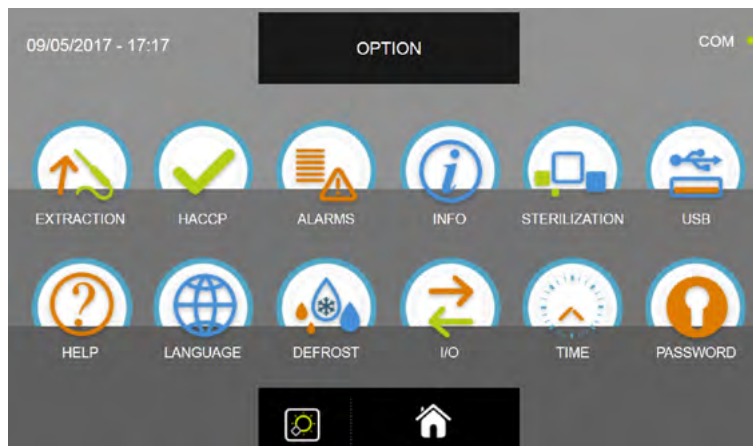 09/05/2017 - 17:17
OPTION
COM
EXTRACTION
HACCP
ALARMS
INFO
STERILIZATION
USB
HELP
LANGUAGE
DEFROST
I/O
TIME
PASSWORD